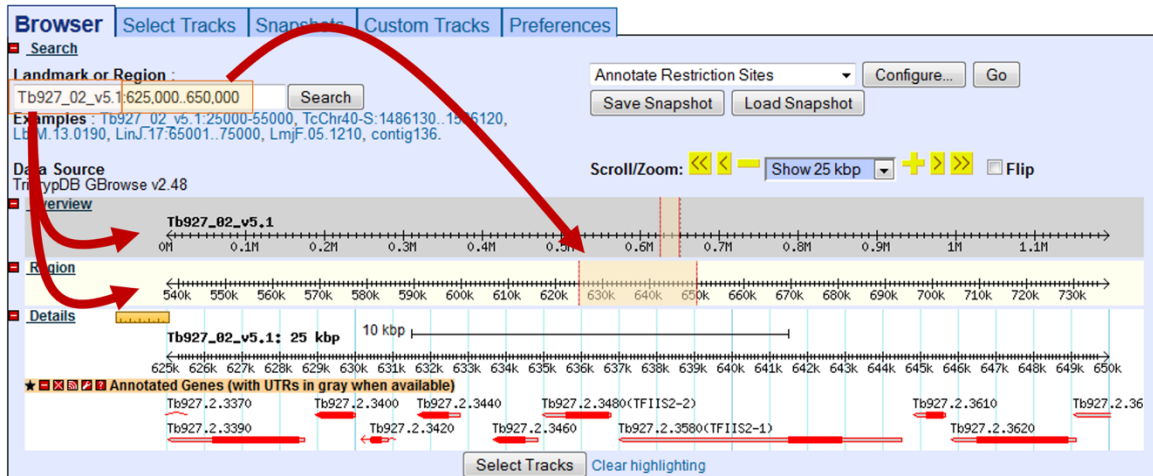 Browser Select Tracks Snapshots Custom Tracks Preferences
Search
Landmark or Region :
Tb927_02_v5.1:625,000..650,000 Search
Annotate Restriction Sites Configure... Go
Save Snapshot Load Snapshot
Examples : Tb927_02_v5.1:25000-55000, TcChr40-S:1486130..1506120,
LbrM.13.0190, LinJ.17:65001..75000, LmjF.05.1210, contig136.
Data Source
TriTrypDB GBrowse v2.48
Scroll/Zoom: << < Show 25 kbp > >> Flip
Overview
Tb927_02_v5.1
0M 0.1M 0.2M 0.3M 0.4M 0.5M 0.6M 0.7M 0.8M 0.9M 1M 1.1M
Region
540k 550k 560k 570k 580k 590k 600k 610k 620k 630k 640k 650k 660k 670k 680k 690k 700k 710k 720k 730k
Details
Tb927_02_v5.1: 25 kbp 10 kbp
625k 626k 627k 628k 629k 630k 631k 632k 633k 634k 635k 636k 637k 638k 639k 640k 641k 642k 643k 644k 645k 646k 647k 648k 649k 650k
Annotated Genes (with UTRs in gray when available)
Tb927.2.3370 Tb927.2.3400 Tb927.2.3440 Tb927.2.3480(TFIIS2-2) Tb927.2.3610 Tb927.2.36
Tb927.2.3390 Tb927.2.3420 Tb927.2.3460 Tb927.2.3580(TFIIS2-1) Tb927.2.3620
Select Tracks Clear highlighting